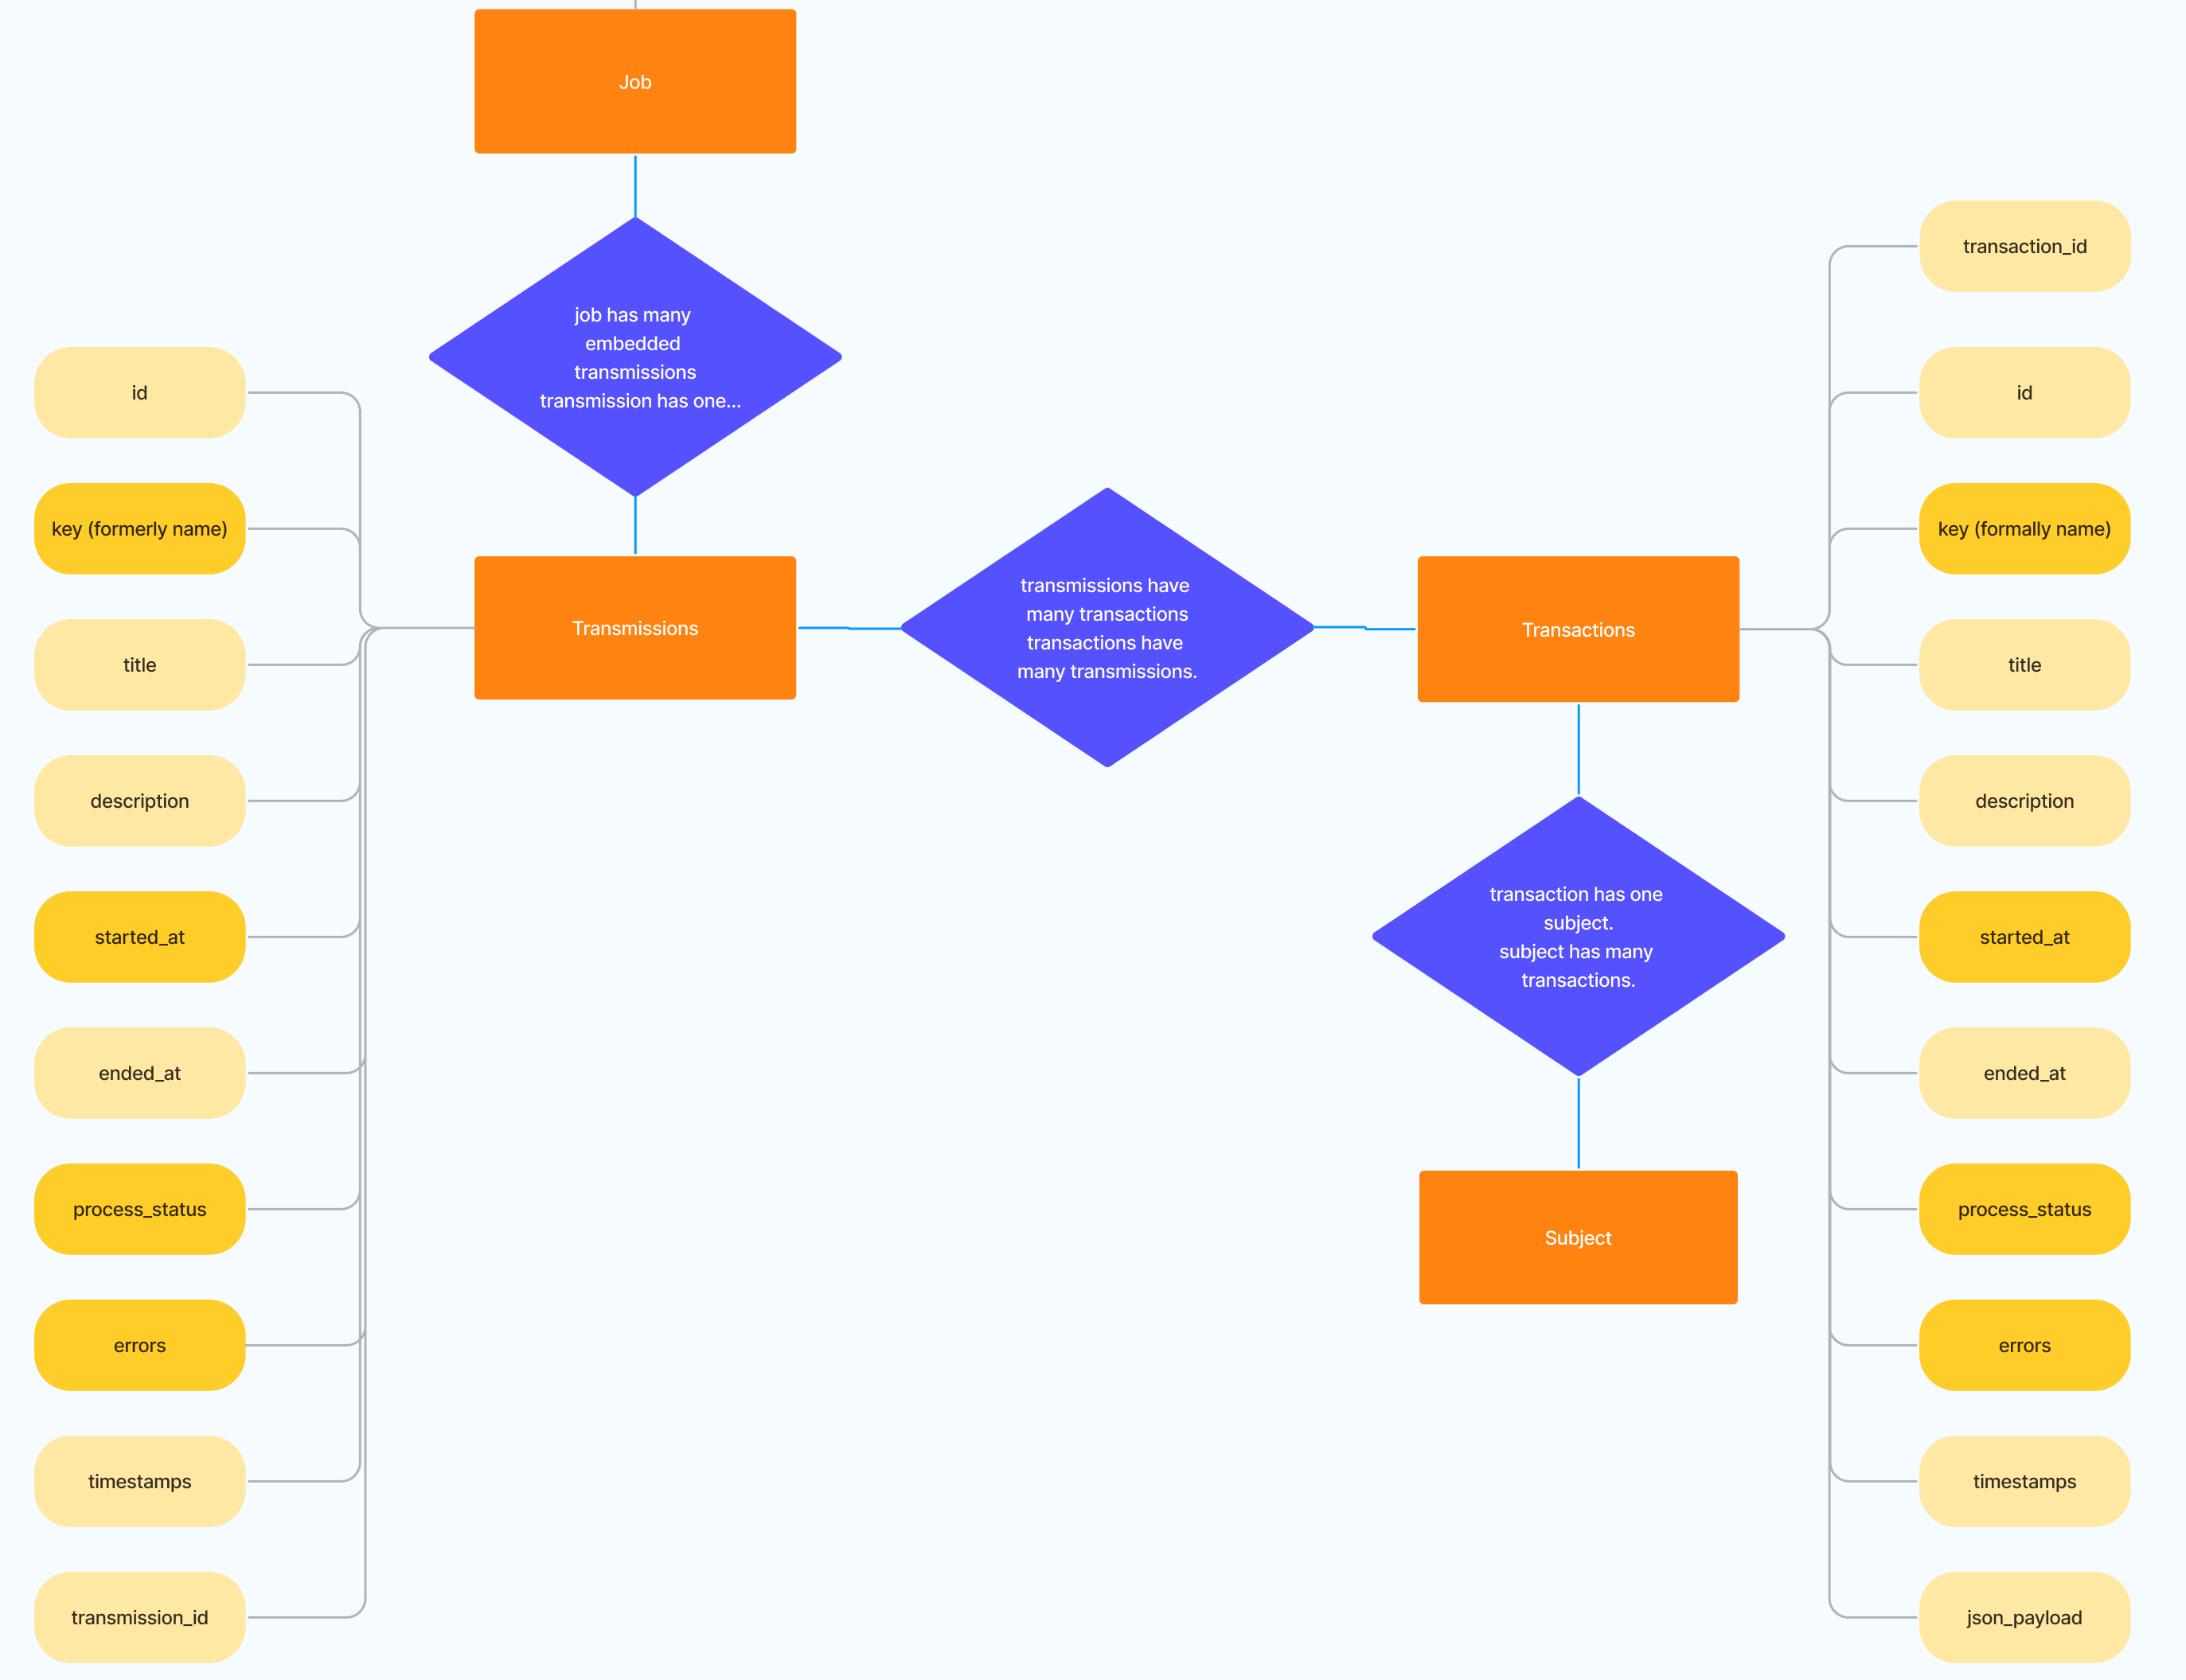 Job
job has many
embedded
transmissions
transmission has one...
id
key (formerly name)
title
description
started_at
ended_at
process_status
errors
timestamps
transmission_id
Transmissions
transmissions have
many transactions
transactions have
many transmissions.
Transactions
transaction has one
subject.
subject has many
transactions.
Subject
transaction_id
id
key (formally name)
title
description
started_at
ended_at
process_status
errors
timestamps
json_payload